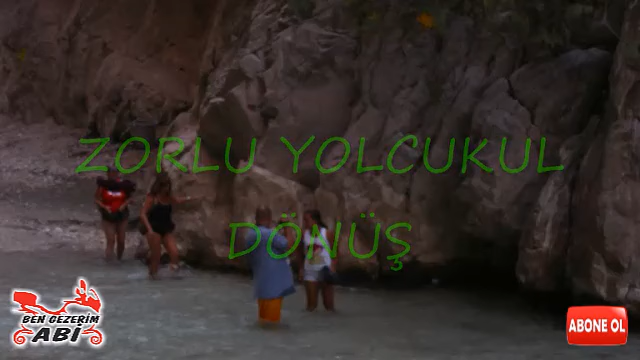 ZORLU YOLCUKUL
DÖNÜŞ
BEN GEZERİM
ABİ
ABONE OL